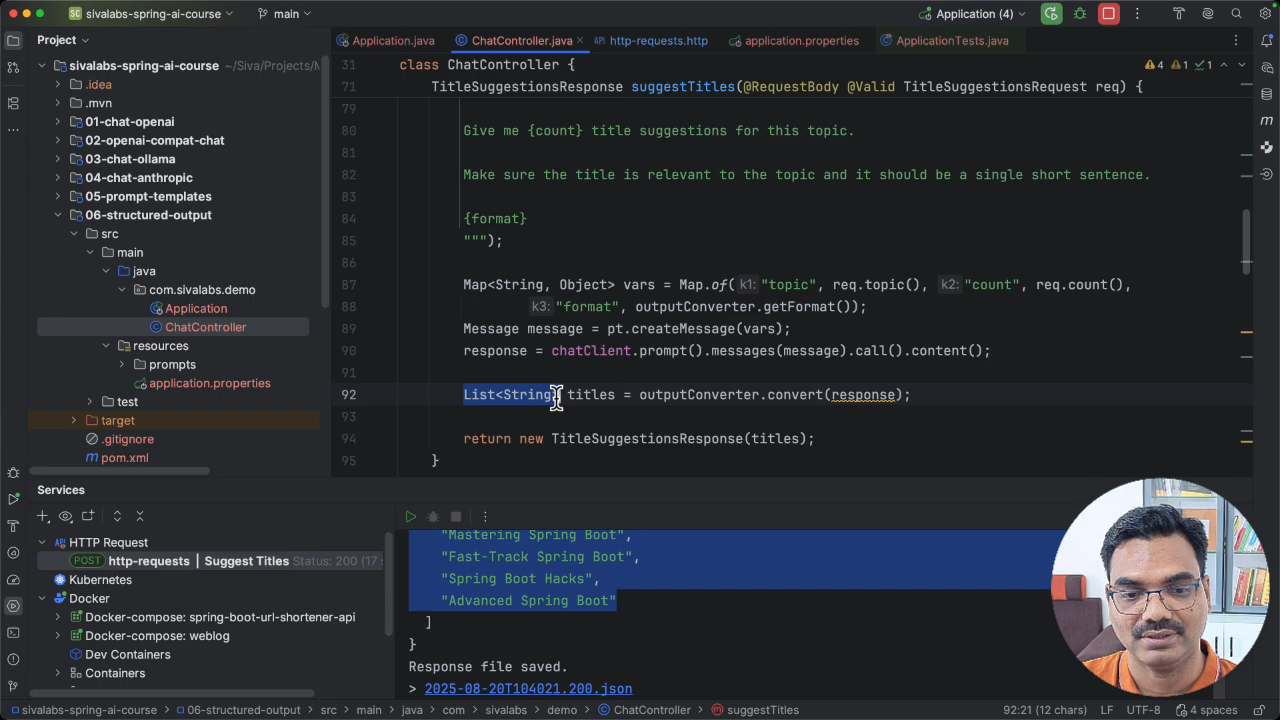 sivalabs-spring-ai-course
main
Application (4)
Project
sivalabs-spring-ai-course ~/Siva/Projects/M
.idea
.mvn
01-chat-openai
02-openai-compat-chat
03-chat-ollama
04-chat-anthropic
05-prompt-templates
06-structured-output
src
main
java
com.sivalabs.demo
Application
ChatController
resources
prompts
application.properties
test
target
.gitignore
pom.xml
Application.java
ChatController.java
http-requests.http
application.properties
ApplicationTests.java
31 class ChatController { 4 1 1
71 TitleSuggestionsResponse suggestTitles(@RequestBody @Valid TitleSuggestionsRequest req) {
79
80 Give me {count} title suggestions for this topic.
81
82 Make sure the title is relevant to the topic and it should be a single short sentence.
83
84 {format}
85 """);
86
87 Map<String, Object> vars = Map.of( k1: "topic", req.topic(), k2: "count", req.count(),
88 k3: "format", outputConverter.getFormat());
89 Message message = pt.createMessage(vars);
90 response = chatClient.prompt().messages(message).call().content();
91
92 List<String> titles = outputConverter.convert(response);
93
94 return new TitleSuggestionsResponse(titles);
95 }
Services
HTTP Request
POST http-requests | Suggest Titles Status: 200 (17
Kubernetes
Docker
Docker-compose: spring-boot-url-shortener-api
Docker-compose: weblog
Dev Containers
Containers
"Mastering Spring Boot",
"Fast-Track Spring Boot",
"Spring Boot Hacks",
"Advanced Spring Boot"
]
}
Response file saved.
> 2025-08-20T104021.200.json
sivalabs-spring-ai-course > 06-structured-output > src > main > java > com > sivalabs > demo > ChatController > suggestTitles
92:21 (12 chars) LF UTF-8 4 spaces